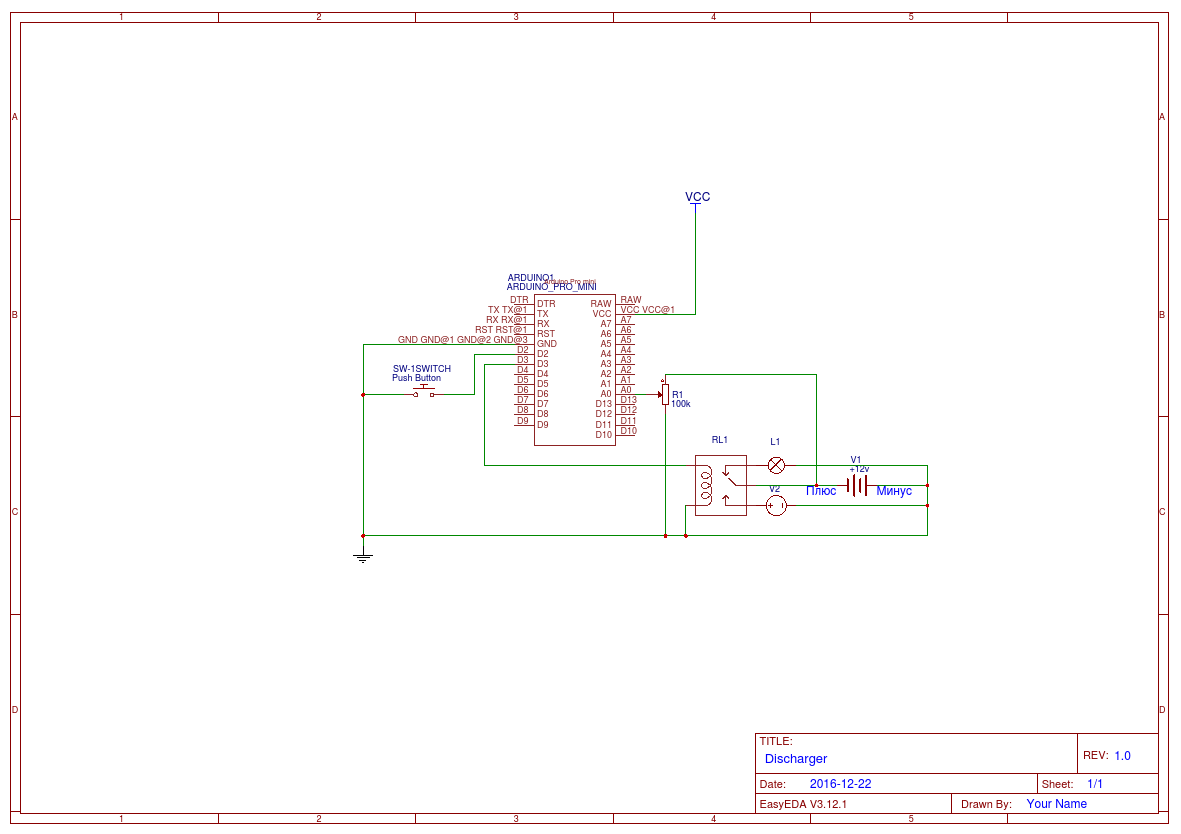 1 2 3 4 5
A A
VCC
ARDUINO1
Arduino Pro mini
ARDUINO_PRO_MINI
DTR DTR RAW RAW
TX TX@1 TX VCC VCC VCC@1
B RX RX@1 RX A7 A7 B
RST RST@1 RST A6 A6
GND GND@1 GND@2 GND@3 GND A5 A5
D2 D2 A4 A4
D3 D3 A3 A3
SW-1SWITCH D4 D4 A2 A2
Push Button D5 D5 A1 A1
D6 D6 A0 A0 R1
D7 D7 D13 D13 100k
D8 D8 D12 D12
D9 D9 D11 D11
D10 D10
RL1 L1
V1
+12v
V2 Плюс Минус
C C
D D
TITLE:
Discharger REV: 1.0
Date: 2016-12-22 Sheet: 1/1
EasyEDA V3.12.1 Drawn By: Your Name
1 2 3 4 5